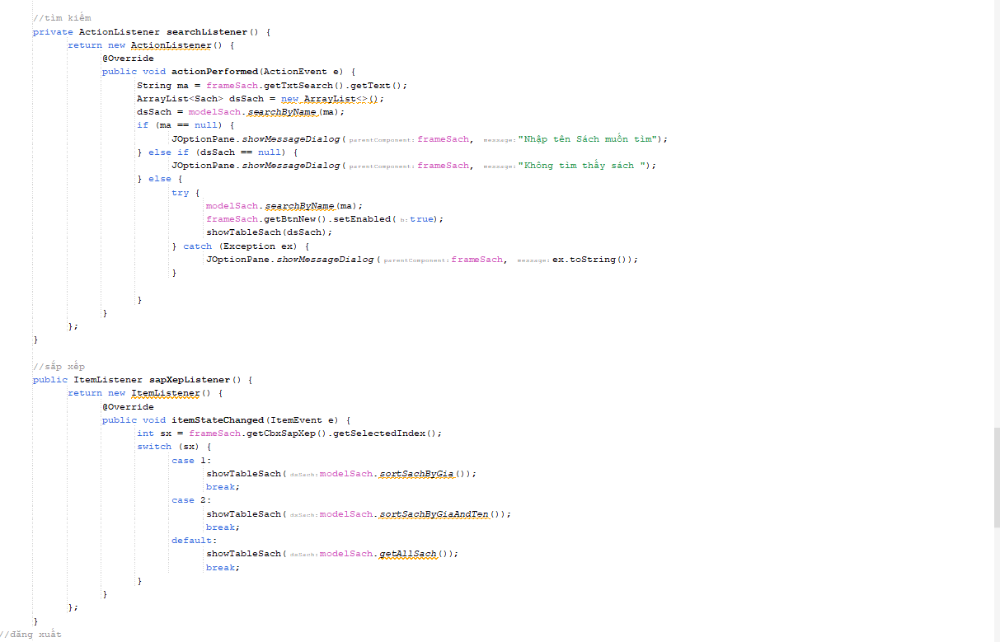 //tìm kiếm
private ActionListener searchListener() {
return new ActionListener() {
@Override
public void actionPerformed(ActionEvent e) {
String ma = frameSach.getTxtSearch().getText();
ArrayList<Sach> dsSach = new ArrayList<>();
dsSach = modelSach.searchByName(ma);
if (ma == null) {
JOptionPane.showMessageDialog( parentComponent: frameSach, message: "Nhập tên Sách muốn tìm");
} else if (dsSach == null) {
JOptionPane.showMessageDialog( parentComponent: frameSach, message: "Không tìm thấy sách ");
} else {
try {
modelSach.searchByName(ma);
frameSach.getBtnNew().setEnabled( b: true);
showTableSach(dsSach);
} catch (Exception ex) {
JOptionPane.showMessageDialog( parentComponent: frameSach, message: ex.toString());
}
}
}
};
}
//sắp xếp
public ItemListener sapXepListener() {
return new ItemListener() {
@Override
public void itemStateChanged(ItemEvent e) {
int sx = frameSach.getCbxSapXep().getSelectedIndex();
switch (sx) {
case 1:
showTableSach( dsSach: modelSach.sortSachByGia());
break;
case 2:
showTableSach( dsSach: modelSach.sortSachByGiaAndTen());
break;
default:
showTableSach( dsSach: modelSach.getAllSach());
break;
}
}
};
}
//đăng xuất